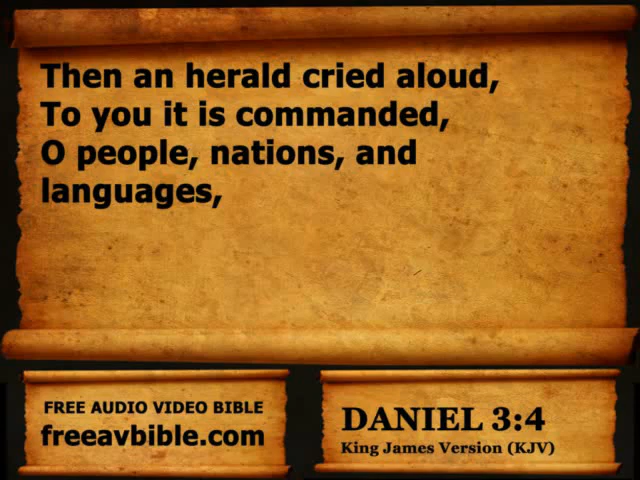 Then an herald cried aloud,
To you it is commanded,
O people, nations, and
languages,
FREE AUDIO VIDEO BIBLE
freeavbible.com
DANIEL 3:4
King James Version (KJV)